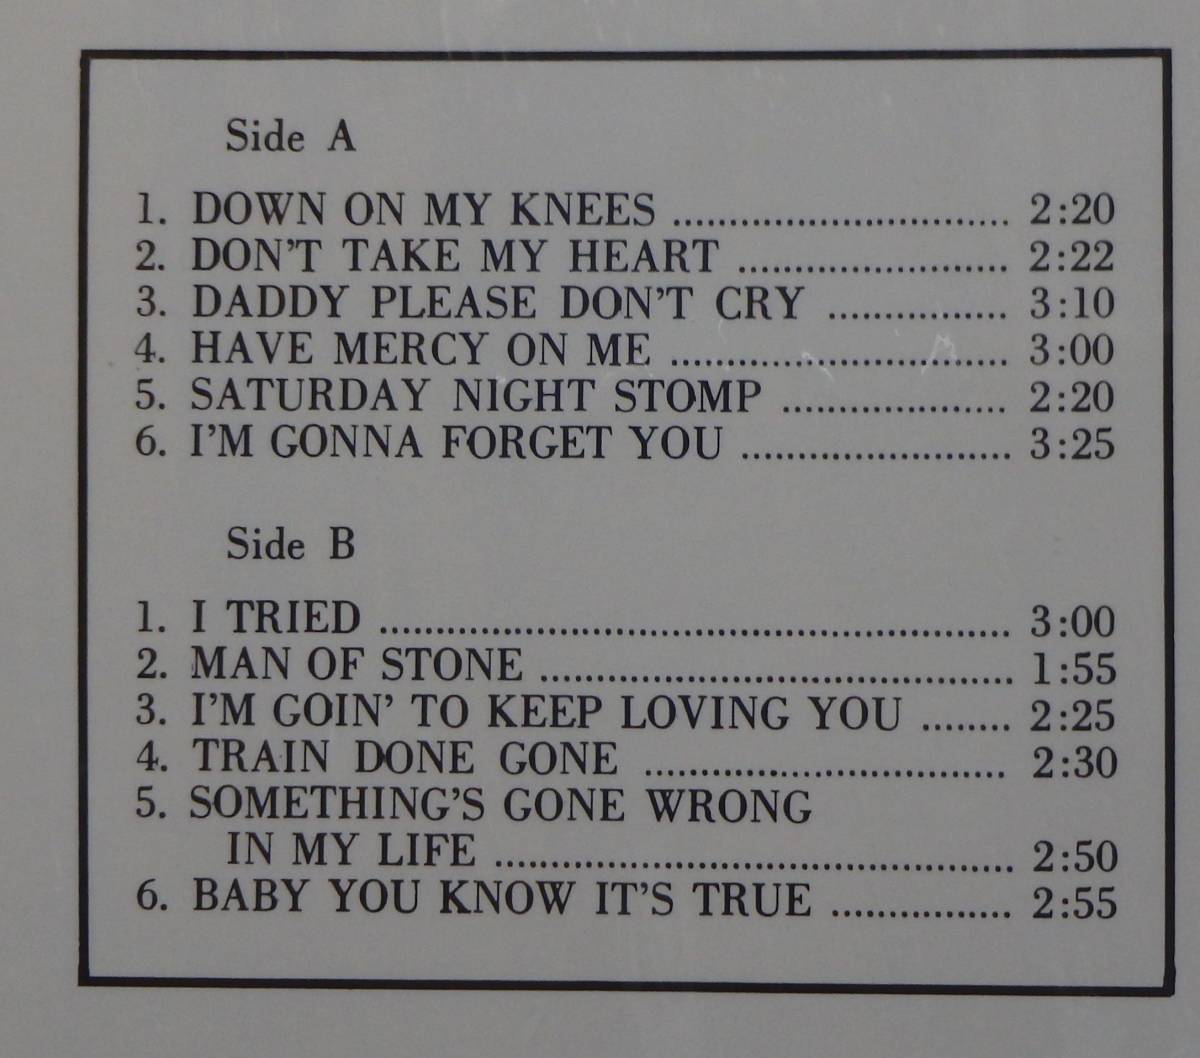 Side A
1. DOWN ON MY KNEES .............................. 2:20
2. DON'T TAKE MY HEART ........................ 2:22
3. DADDY PLEASE DON'T CRY ................ 3:10
4. HAVE MERCY ON ME .............................. 3:00
5. SATURDAY NIGHT STOMP .................... 2:20
6. I'M GONNA FORGET YOU ........................ 3:25
Side B
1. I TRIED ........................................................ 3:00
2. MAN OF STONE .......................................... 1:55
3. I'M GOIN' TO KEEP LOVING YOU ........ 2:25
4. TRAIN DONE GONE ................................ 2:30
5. SOMETHING'S GONE WRONG
IN MY LIFE .............................................. 2:50
6. BABY YOU KNOW IT'S TRUE ................ 2:55